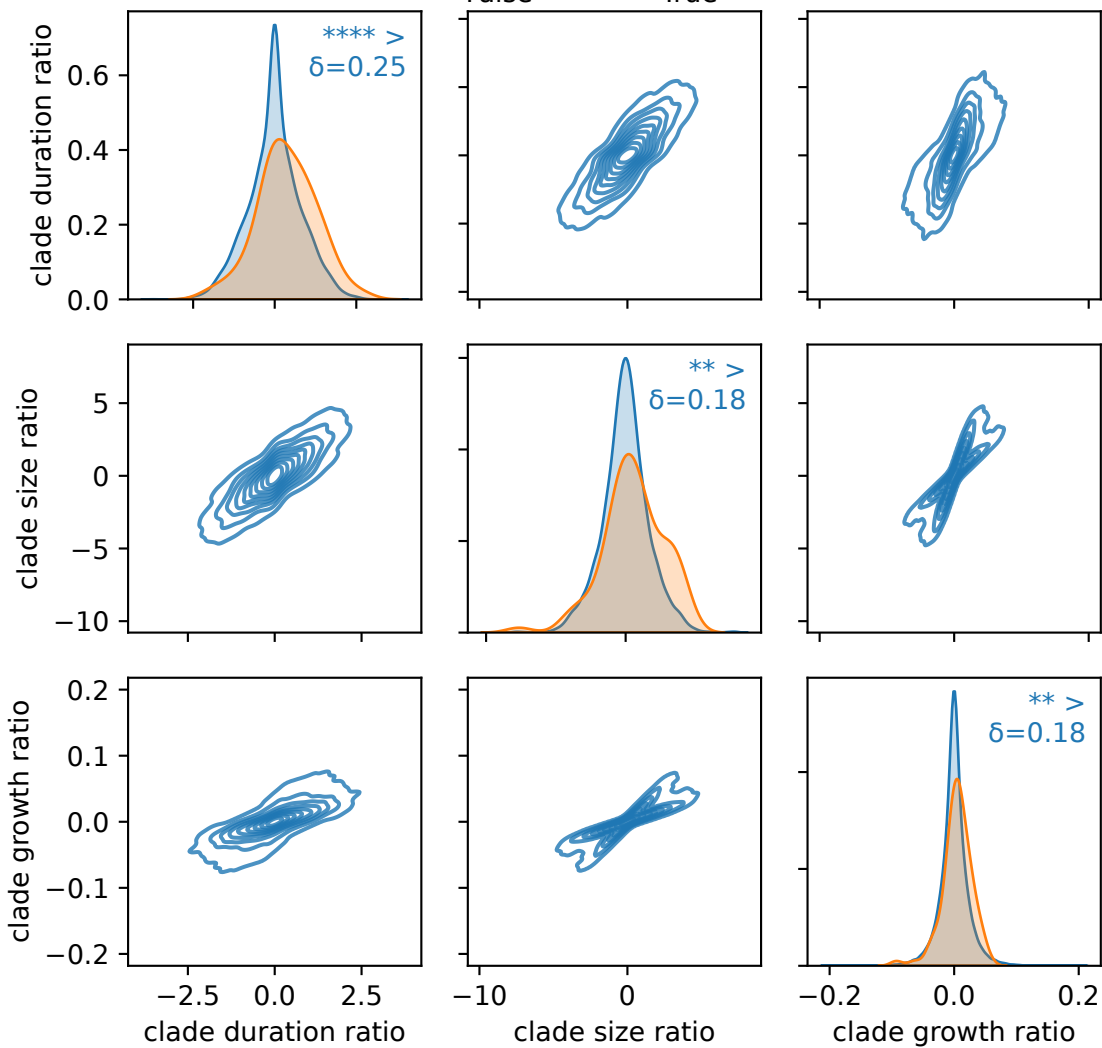 False True
clade duration ratio
0.6
0.4
0.2
0.0
**** >
δ=0.25
clade size ratio
5
0
−5
−10
** >
δ=0.18
clade growth ratio
0.2
0.1
0.0
−0.1
−0.2
** >
δ=0.18
−2.5 0.0 2.5
clade duration ratio
−10 0
clade size ratio
−0.2 0.0 0.2
clade growth ratio